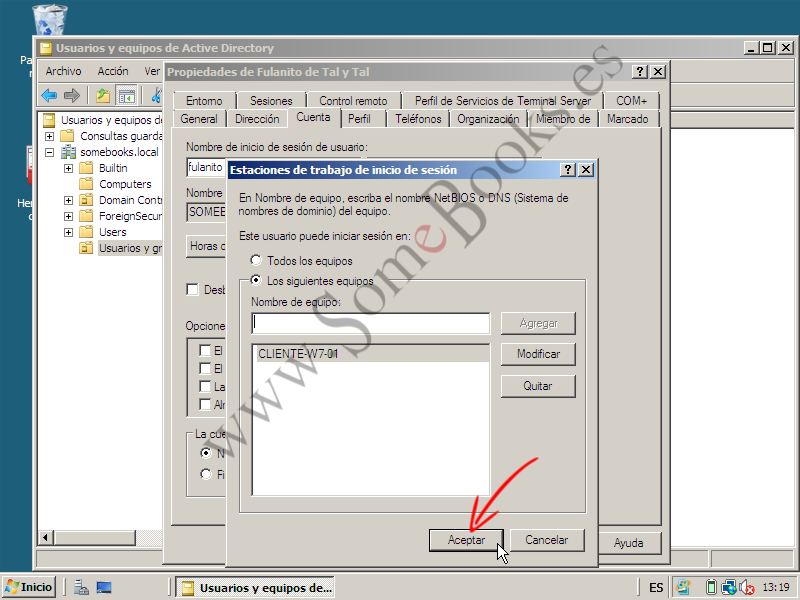 Usuarios y equipos de Active Directory
Archivo Acción Ver
Propiedades de Fulanito de Tal y Tal
Entorno Sesiones Control remoto Perfil de Servicios de Terminal Server COM+
General Dirección Cuenta Perfil Teléfonos Organización Miembro de Marcado
Usuarios y equipos de
Consultas guarda
somebooks.local
Builtin
Computers
Domain Contr
ForeignSecur
Users
Usuarios y gr
Nombre de inicio de sesión de usuario:
fulanito
Nombre
SOMEB
Horas d
Desb
Opcione
El
El
La
Alm
La cue
N
Fi
Estaciones de trabajo de inicio de sesión
En Nombre de equipo, escriba el nombre NetBIOS o DNS (Sistema de
nombres de dominio) del equipo.
Este usuario puede iniciar sesión en:
Todos los equipos
Los siguientes equipos
Nombre de equipo:
Agregar
CLIENTE-W7-01
Modificar
Quitar
Aceptar Cancelar
Ayuda
www.SomeBooks.es
Inicio
Usuarios y equipos de...
ES
13:19